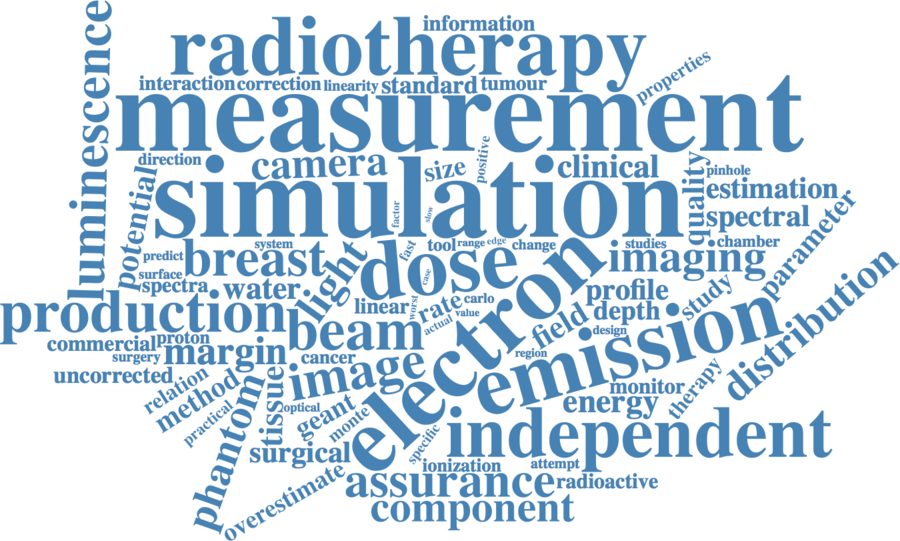 information
radiotherapy
luminescence
interaction
correction
linearity
standard
tumour
properties
measurement
direction
camera
size
positive
clinical
quality
pinhole
potential
simulation
estimation
factor
slow
spectral
parameter
system
predict
breast
light
fast
tool
range
edge
change
studies
chamber
surface
spectra
water
dose
case
electron
imaging
distribution
production
linear
worst
rate
carlo
value
profile
study
commercial
proton
beam
actual
field
depth
design
emission
surgery
margin
cancer
region
uncorrected
image
relation
method
tissue
optical
geant
monitor
therapy
energy
practical
phantom
monte
specific
independent
surgical
ionization
attempt
overestimate
assurance
radioactive
component